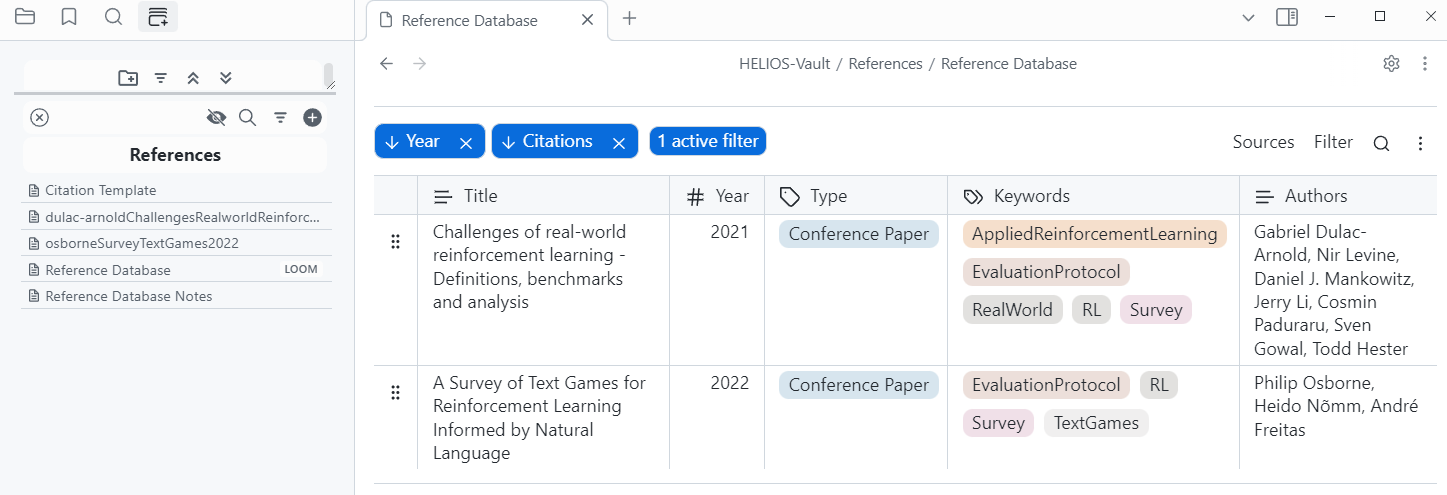 Reference Database
HELIOS-Vault / References / Reference Database
References
Citation Template
dulac-arnoldChallengesRealworldReinforc...
osborneSurveyTextGames2022
Reference Database LOOM
Reference Database Notes
Year
Citations
1 active filter
Sources Filter
Title # Year Type Keywords Authors
Challenges of real-world
reinforcement learning -
Definitions, benchmarks
and analysis
2021
Conference Paper
AppliedReinforcementLearning
EvaluationProtocol
RealWorld RL Survey
Gabriel Dulac-
Arnold, Nir Levine,
Daniel J. Mankowitz,
Jerry Li, Cosmin
Paduraru, Sven
Gowal, Todd Hester
A Survey of Text Games for
Reinforcement Learning
Informed by Natural
Language
2022
Conference Paper
EvaluationProtocol RL
Survey TextGames
Philip Osborne,
Heido Nõmm, André
Freitas